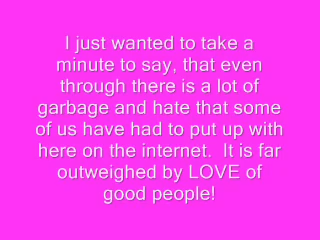 I just wanted to take a
minute to say, that even
through there is a lot of
garbage and hate that some
of us have had to put up with
here on the internet.  It is far
outweighed by LOVE of
good people!